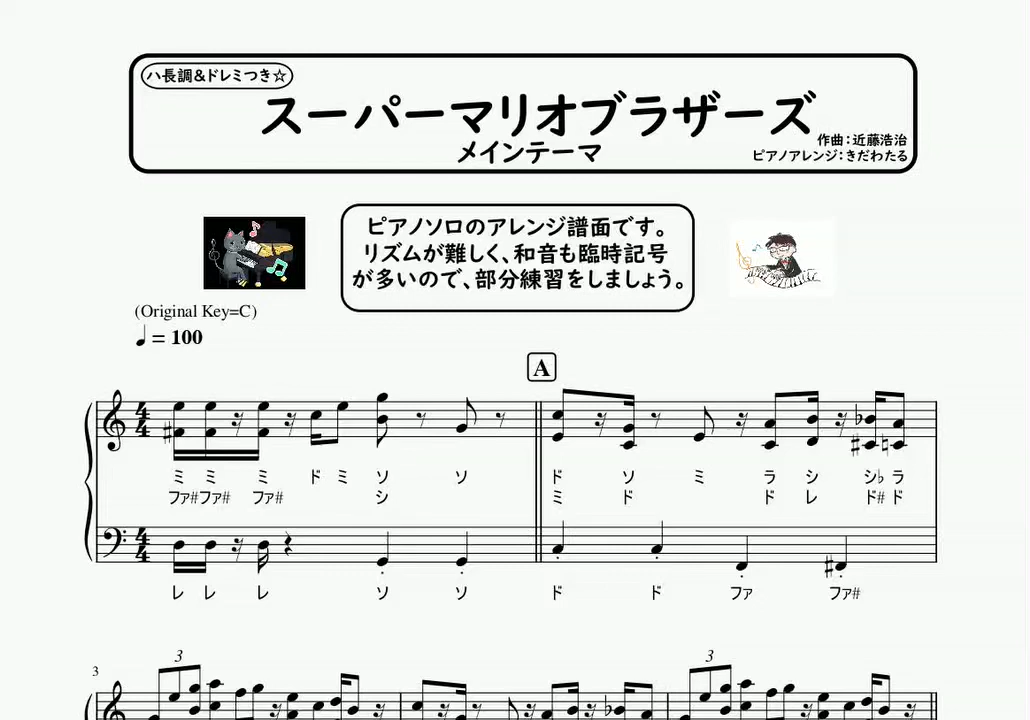 ハ長調&ドレミつき☆
スーパーマリオブラザーズ
メインテーマ
作曲:近藤浩治
ピアノアレンジ:きだわたる
ピアノソロのアレンジ譜面です。
リズムが難しく、和音も臨時記号
が多いので、部分練習をしましょう。
(Original Key=C)
♩ = 100
A
4 4
ミ ミ ミ ド ミ ソ ソ ド ソ ミ ラ シ シ♭ ラ
ファ# ファ# ファ# シ ミ ド ド レ ド# ド
4 4
レ レ レ ソ ソ ド ド ファ ファ#
3
3 3